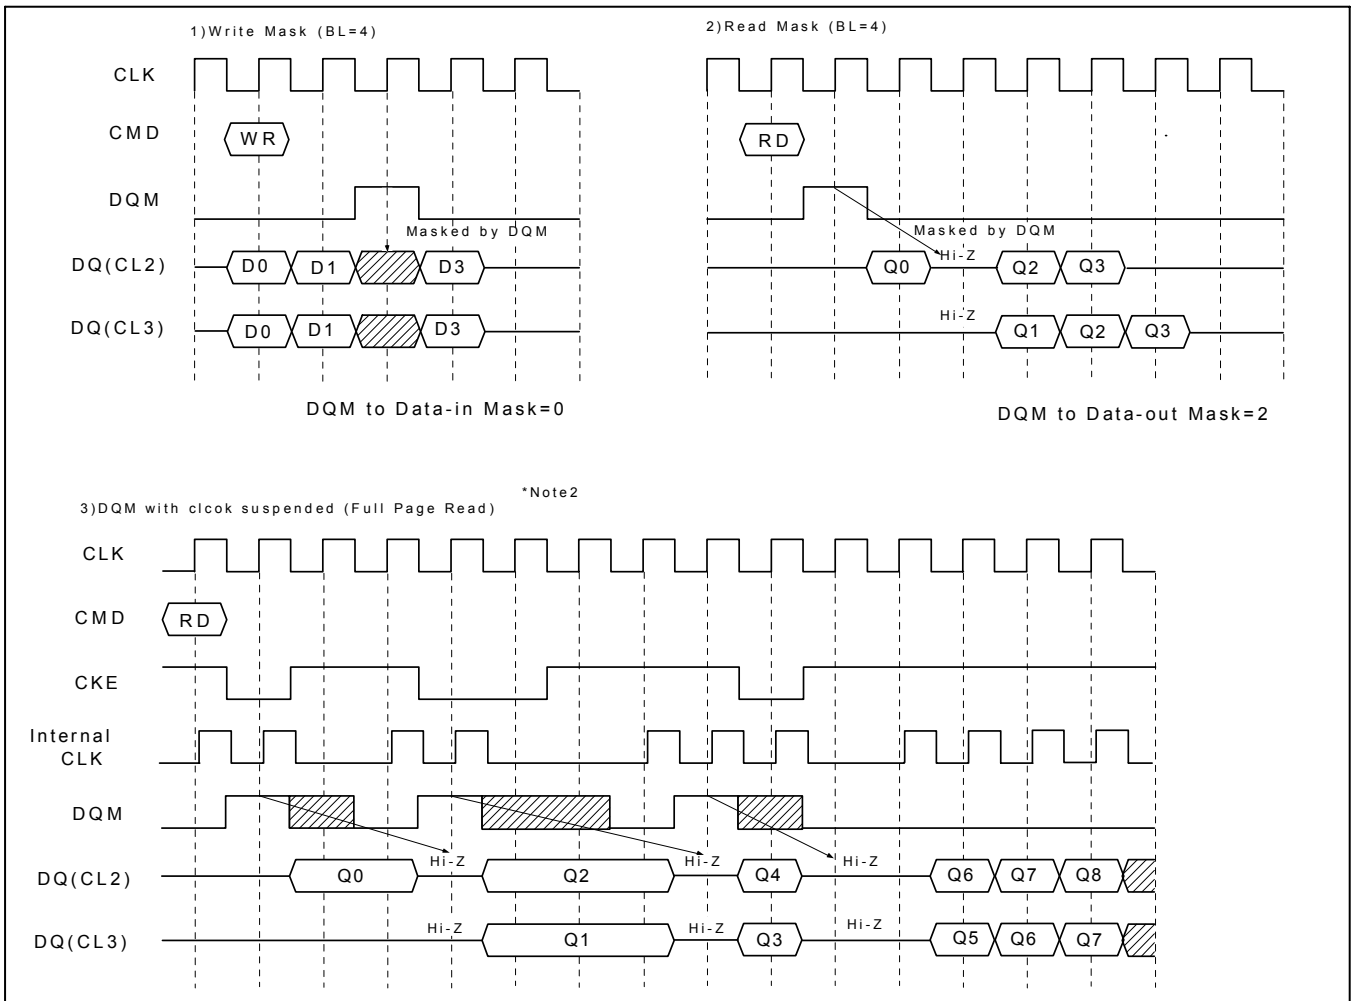 1)Write Mask (BL=4)
2)Read Mask (BL=4)
CLK
CMD
WR
RD
DQM
Masked by DQM
Masked by DQM
DQ(CL2)
D0
D1
D3
Q0
Hi-Z
Q2
Q3
DQ(CL3)
D0
D1
D3
Hi-Z
Q1
Q2
Q3
DQM to Data-in Mask=0
DQM to Data-out Mask=2
*Note2
3)DQM with clcok suspended (Full Page Read)
CLK
CMD
RD
CKE
Internal
CLK
DQM
DQ(CL2)
Q0
Hi-Z
Q2
Hi-Z
Q4
Hi-Z
Q6
Q7
Q8
DQ(CL3)
Hi-Z
Q1
Hi-Z
Q3
Hi-Z
Q5
Q6
Q7